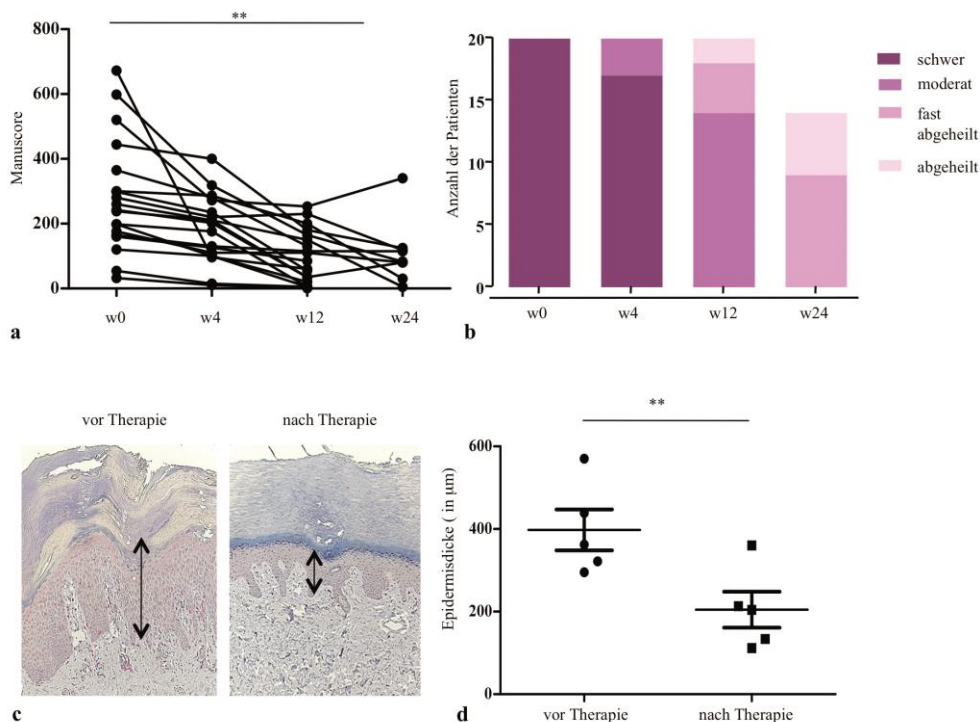 **
800
600
400
200
0
Manuscore
w0 w4 w12 w24
a
20
15
10
5
0
Anzahl der Patienten
w0 w4 w12 w24
b
schwer
moderat
fast
abgeheilt
abgeheilt
vor Therapie
nach Therapie
c
**
600
400
200
0
Epidermisdicke ( in µm)
vor Therapie nach Therapie
d